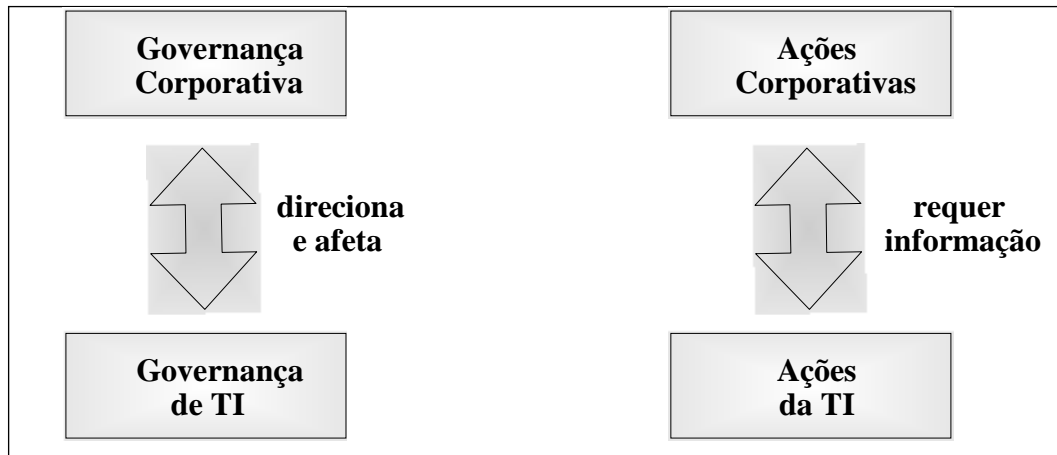 Governança
Corporativa
Ações
Corporativas
direciona
e afeta
requer
informação
Governança
de TI
Ações
da TI